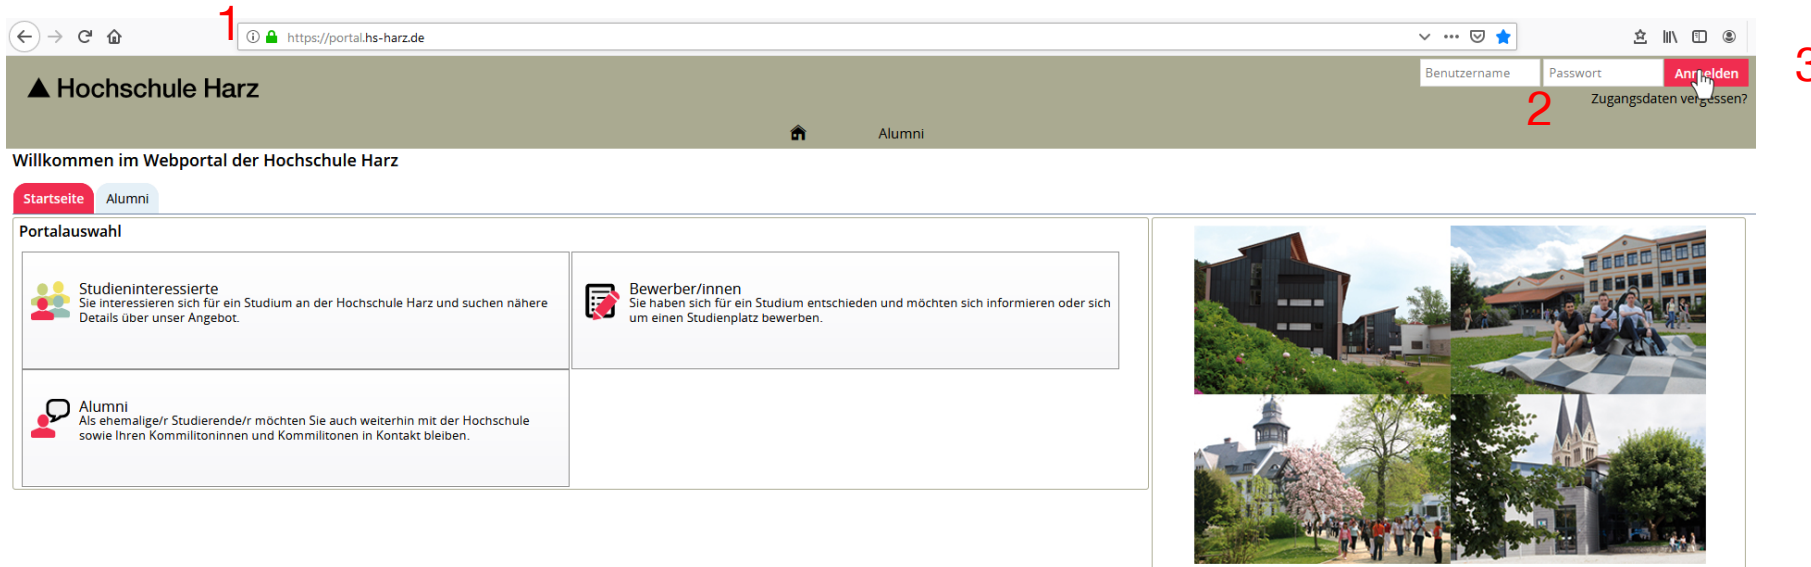 1
https://portal.hs-harz.de
3
Hochschule Harz
Benutzername
Passwort
Anmelden
2
Zugangsdaten vergessen?
Alumni
Willkommen im Webportal der Hochschule Harz
Startseite
Alumni
Portalauswahl
Studieninteressierte
Sie interessieren sich für ein Studium an der Hochschule Harz und suchen nähere
Details über unser Angebot.
Bewerber/innen
Sie haben sich für ein Studium entschieden und möchten sich informieren oder sich
um einen Studienplatz bewerben.
Alumni
Als ehemalige/r Studierende/r möchten Sie auch weiterhin mit der Hochschule
sowie Ihren Kommilitoninnen und Kommilitonen in Kontakt bleiben.